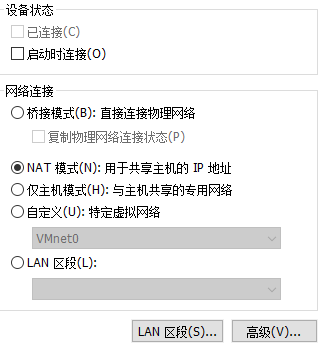 设备状态
已连接(C)
启动时连接(O)
网络连接
桥接模式(B): 直接连接物理网络
复制物理网络连接状态(P)
NAT 模式(N): 用于共享主机的 IP 地址
仅主机模式(H): 与主机共享的专用网络
自定义(U): 特定虚拟网络
VMnet0
LAN 区段(L):
LAN 区段(S)... 高级(V)...